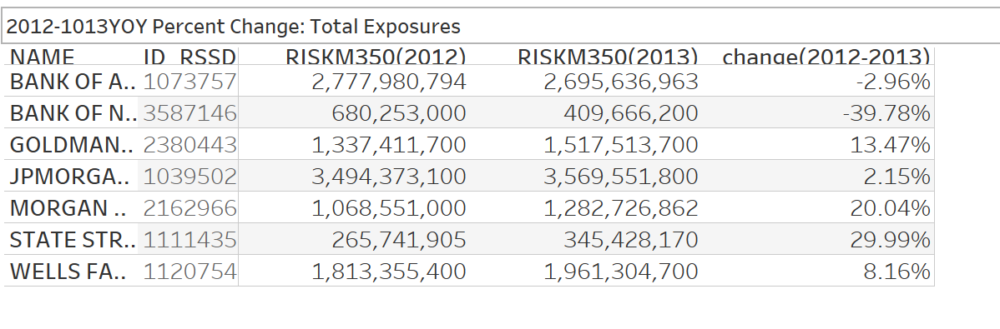 2012-1013YOY Percent Change: Total Exposures
NAME ID_RSSD RISKM350(2012) RISKM350(2013) change(2012-2013)
BANK OF A.. 1073757 2,777,980,794 2,695,636,963 -2.96%
BANK OF N.. 3587146 680,253,000 409,666,200 -39.78%
GOLDMAN.. 2380443 1,337,411,700 1,517,513,700 13.47%
JPMORGA.. 1039502 3,494,373,100 3,569,551,800 2.15%
MORGAN .. 2162966 1,068,551,000 1,282,726,862 20.04%
STATE STR.. 1111435 265,741,905 345,428,170 29.99%
WELLS FA.. 1120754 1,813,355,400 1,961,304,700 8.16%